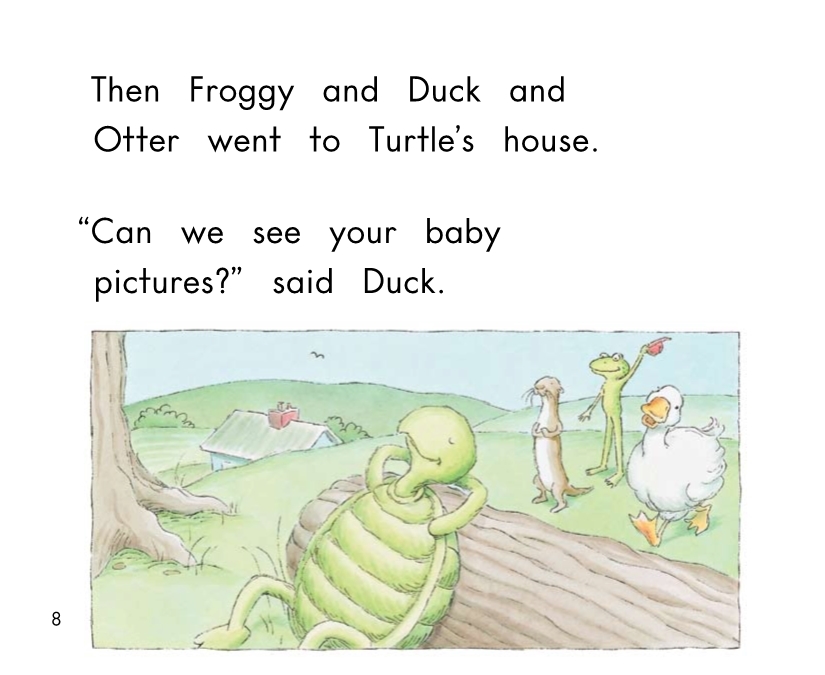 Then Froggy and Duck and
Otter went to Turtle’s house.
“Can we see your baby
pictures?” said Duck.
8